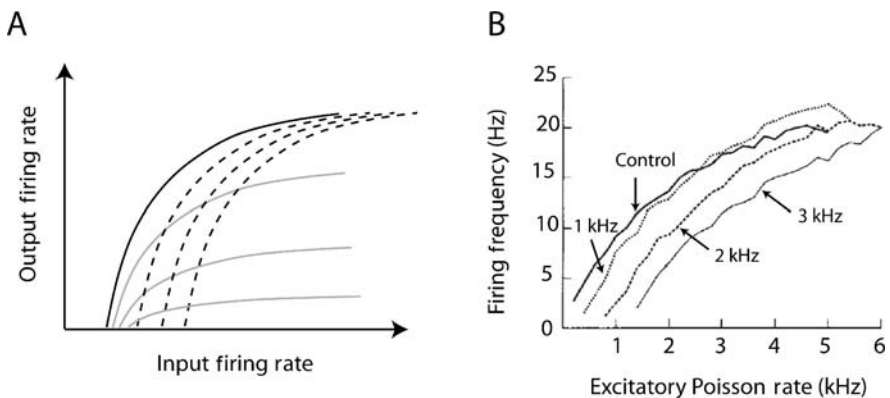 A
Output firing rate
Input firing rate
B
Firing frequency (Hz)
25
20
15
10
5
0
Control
1 kHz
2 kHz
3 kHz
1 2 3 4 5 6
Excitatory Poisson rate (kHz)